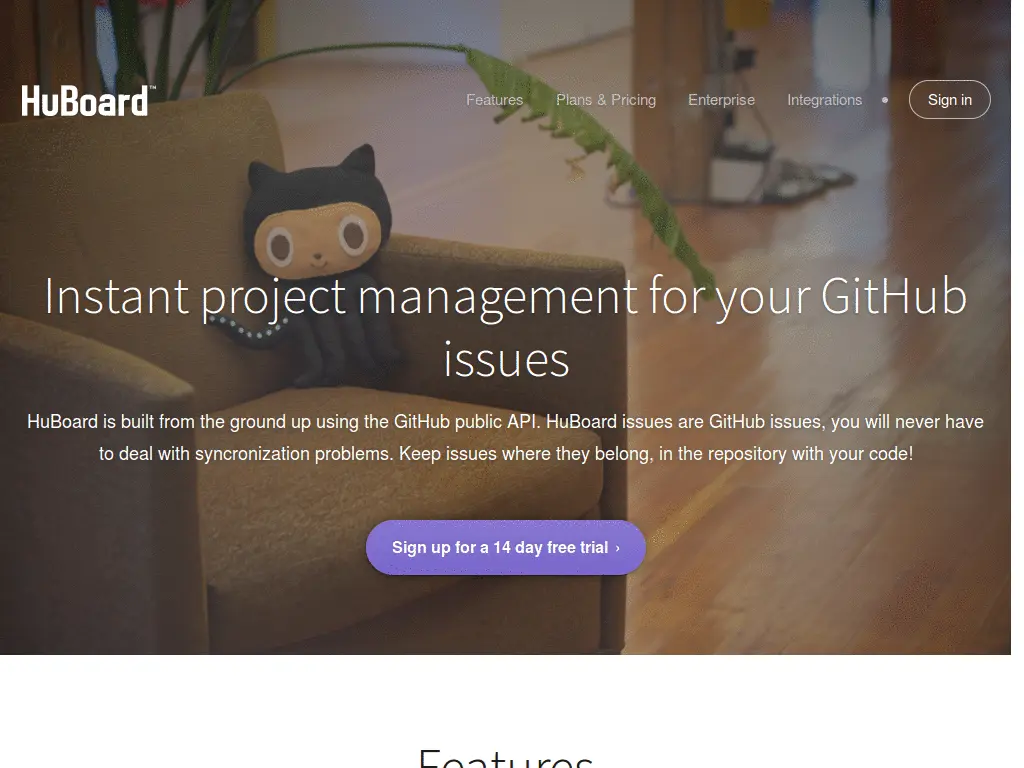 HuBoard™
Features
Plans & Pricing
Enterprise
Integrations
Sign in
Instant project management for your GitHub
issues
HuBoard is built from the ground up using the GitHub public API. HuBoard issues are GitHub issues, you will never have
to deal with syncronization problems. Keep issues where they belong, in the repository with your code!
Sign up for a 14 day free trial ›
Features